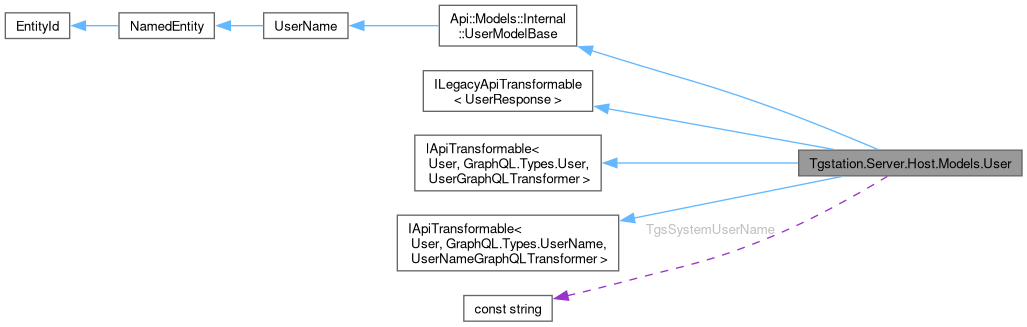 EntityId
NamedEntity
UserName
Api::Models::Internal
::UserModelBase
ILegacyApiTransformable
< UserResponse >
IApiTransformable<
User, GraphQL.Types.User,
UserGraphQLTransformer >
Tgstation.Server.Host.Models.User
IApiTransformable<
User, GraphQL.Types.UserName,
UserNameGraphQLTransformer >
TgsSystemUserName
const string